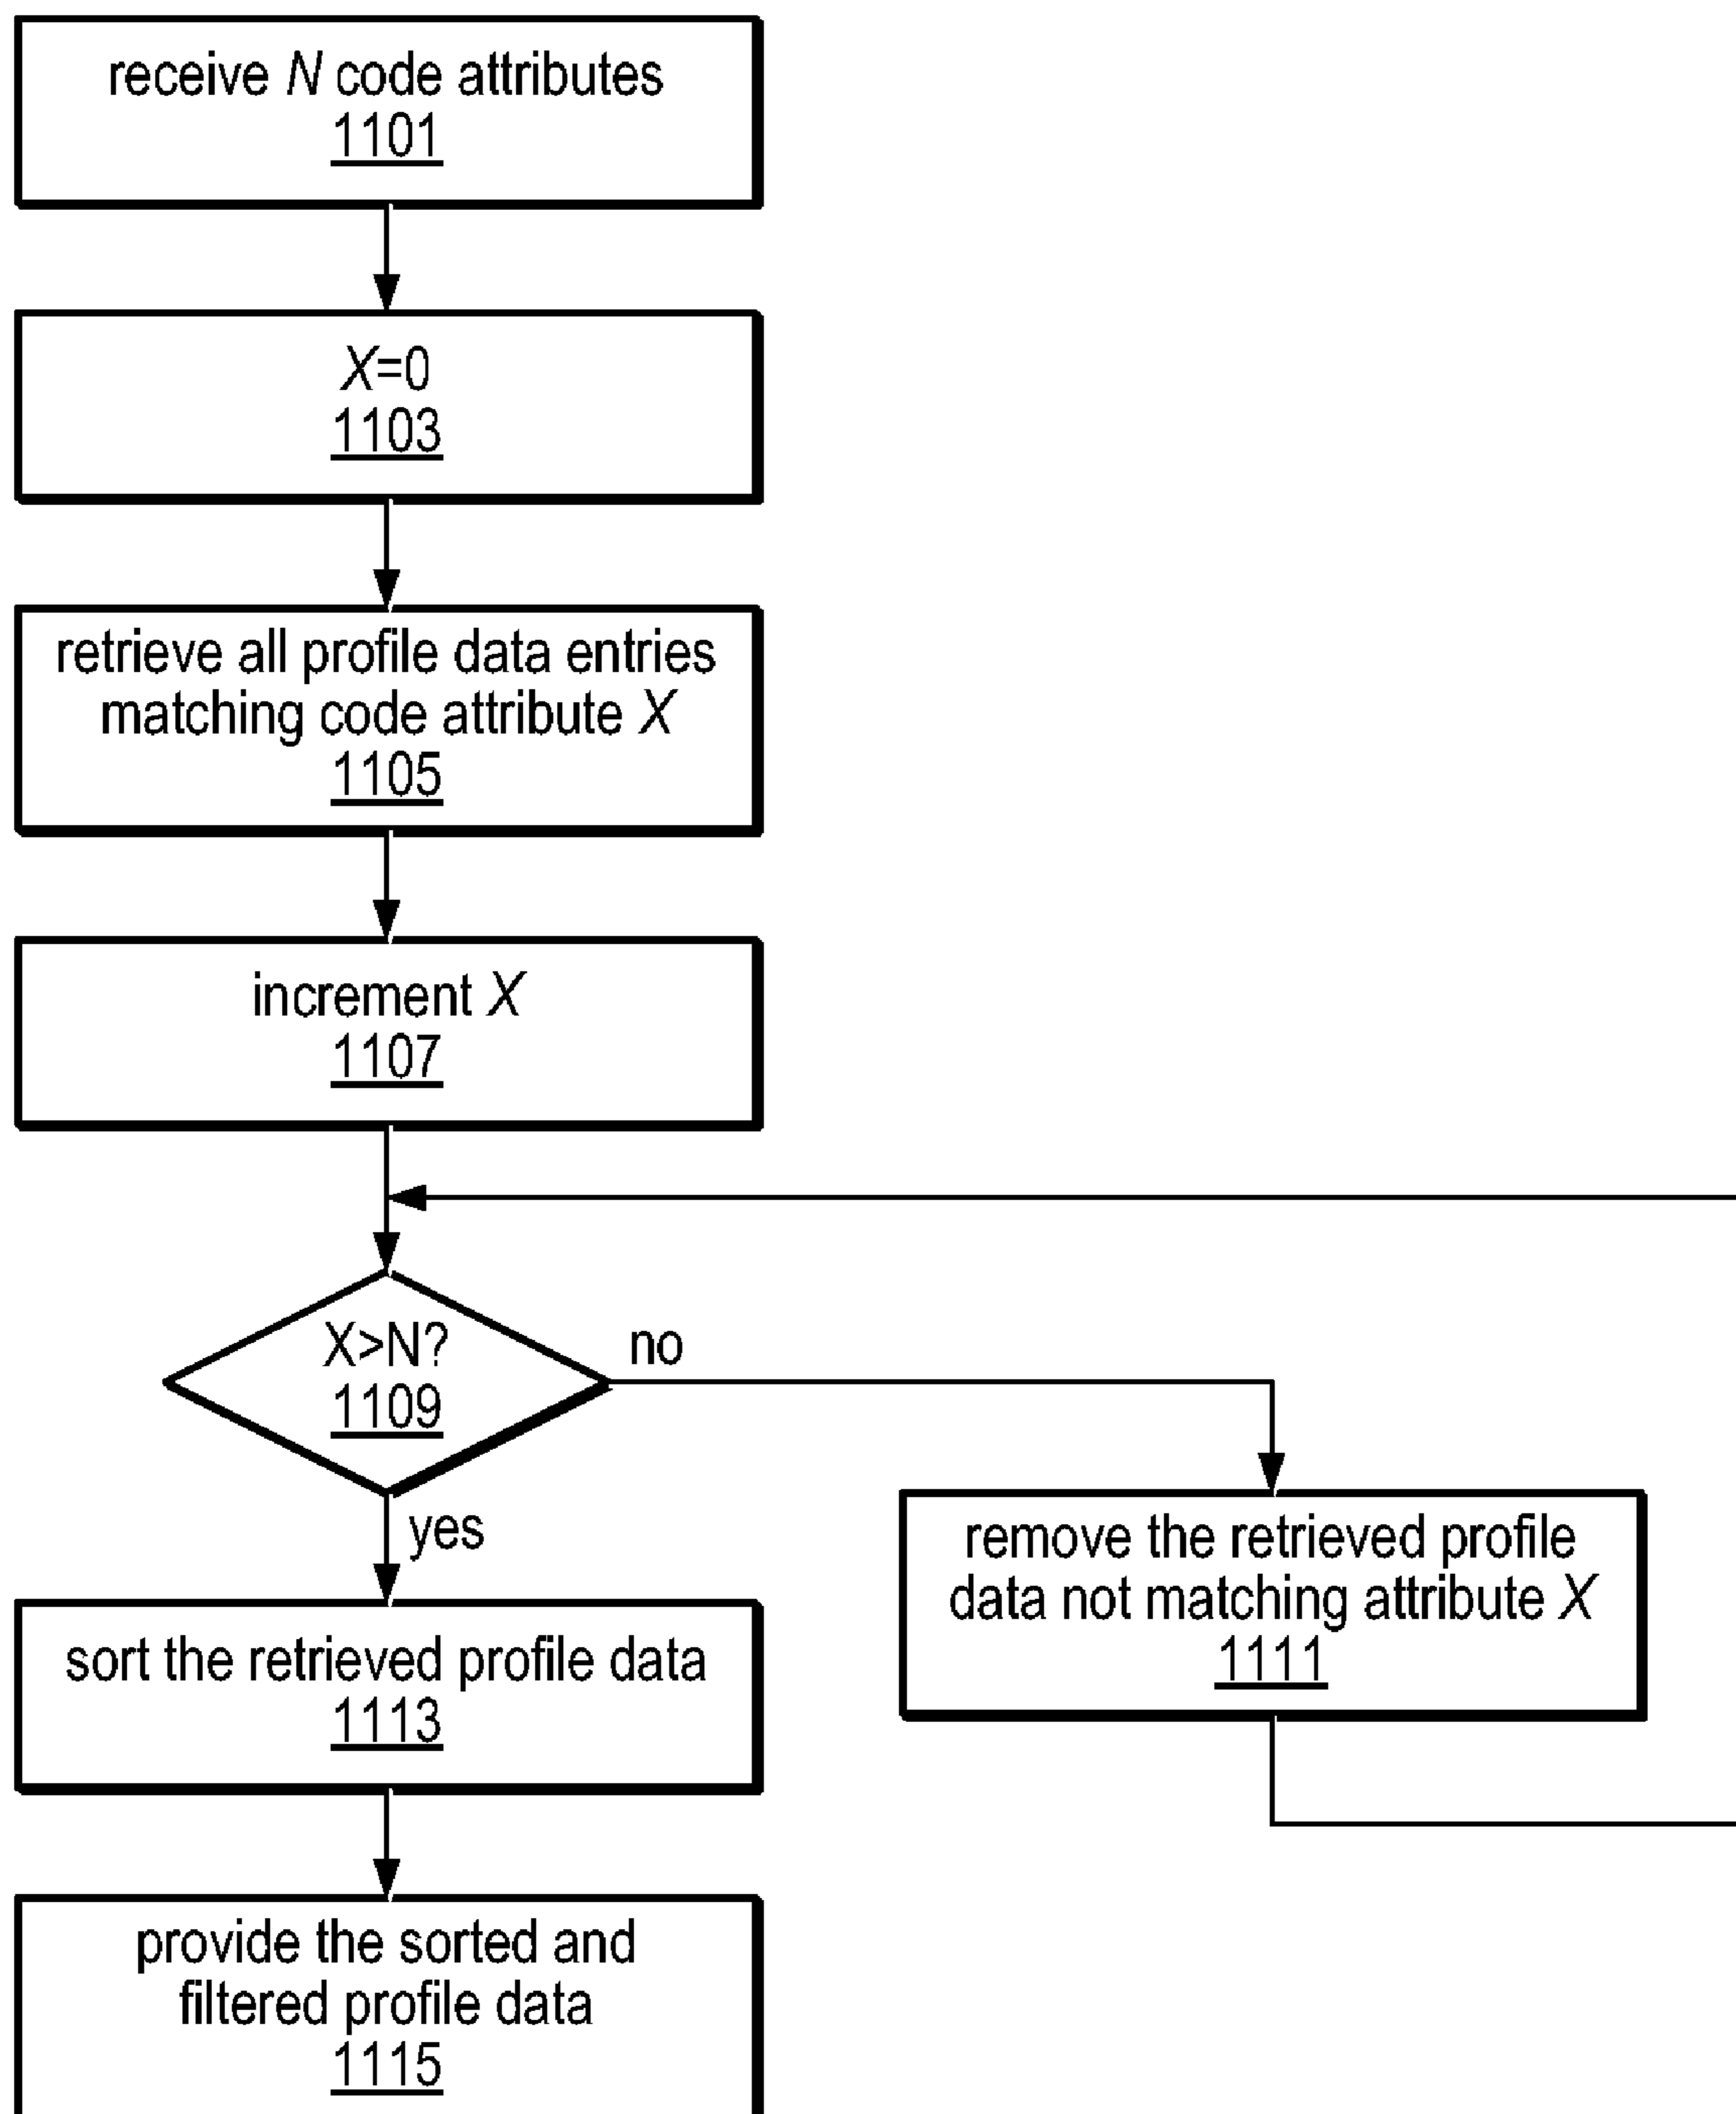 receive N code attributes
1101
X=0
1103
retrieve all profile data entries
matching code attribute X
1105
increment X
1107
X>N?
1109
no
yes
remove the retrieved profile
data not matching attribute X
1111
sort the retrieved profile data
1113
provide the sorted and
filtered profile data
1115